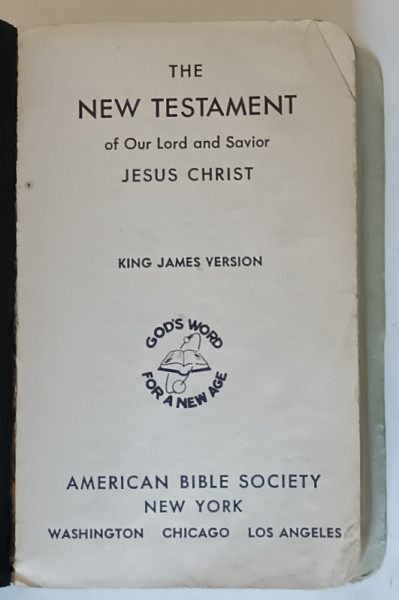 THE
NEW TESTAMENT
of Our Lord and Savior
JESUS CHRIST
KING JAMES VERSION
GOD'S WORD
FOR A NEW AGE
AMERICAN BIBLE SOCIETY
NEW YORK
WASHINGTON CHICAGO LOS ANGELES